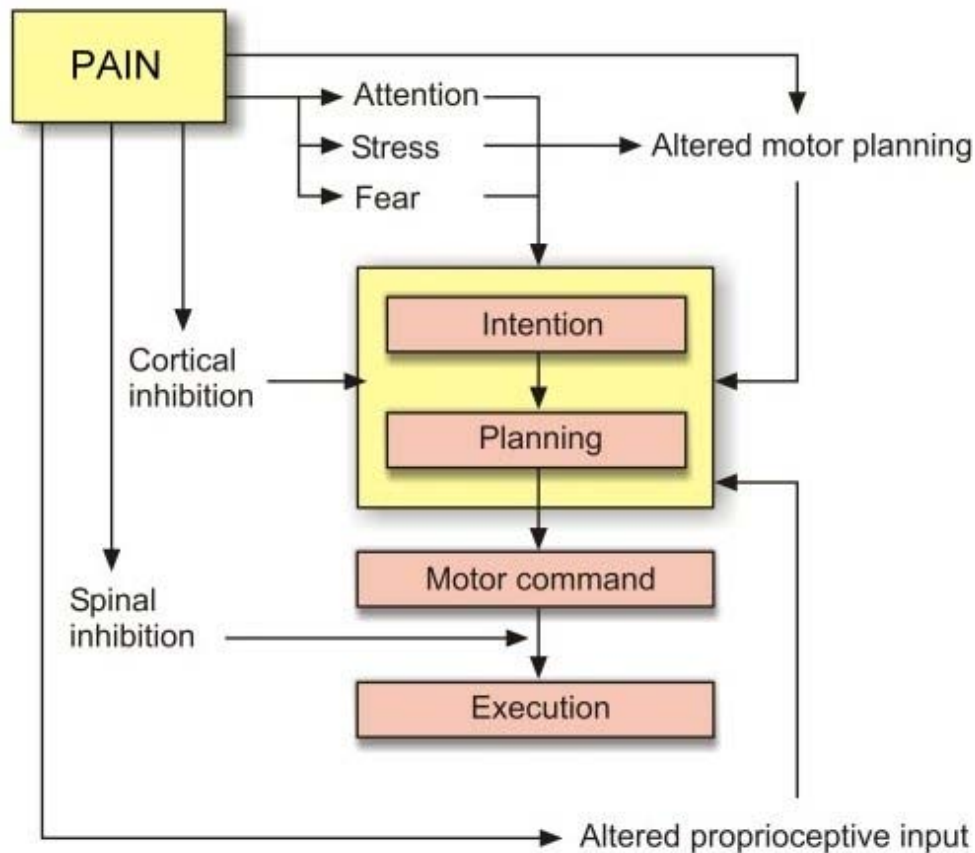 PAIN
Attention
Stress
Fear
Altered motor planning
Intention
Cortical
inhibition
Planning
Motor command
Spinal
inhibition
Execution
Altered proprioceptive input